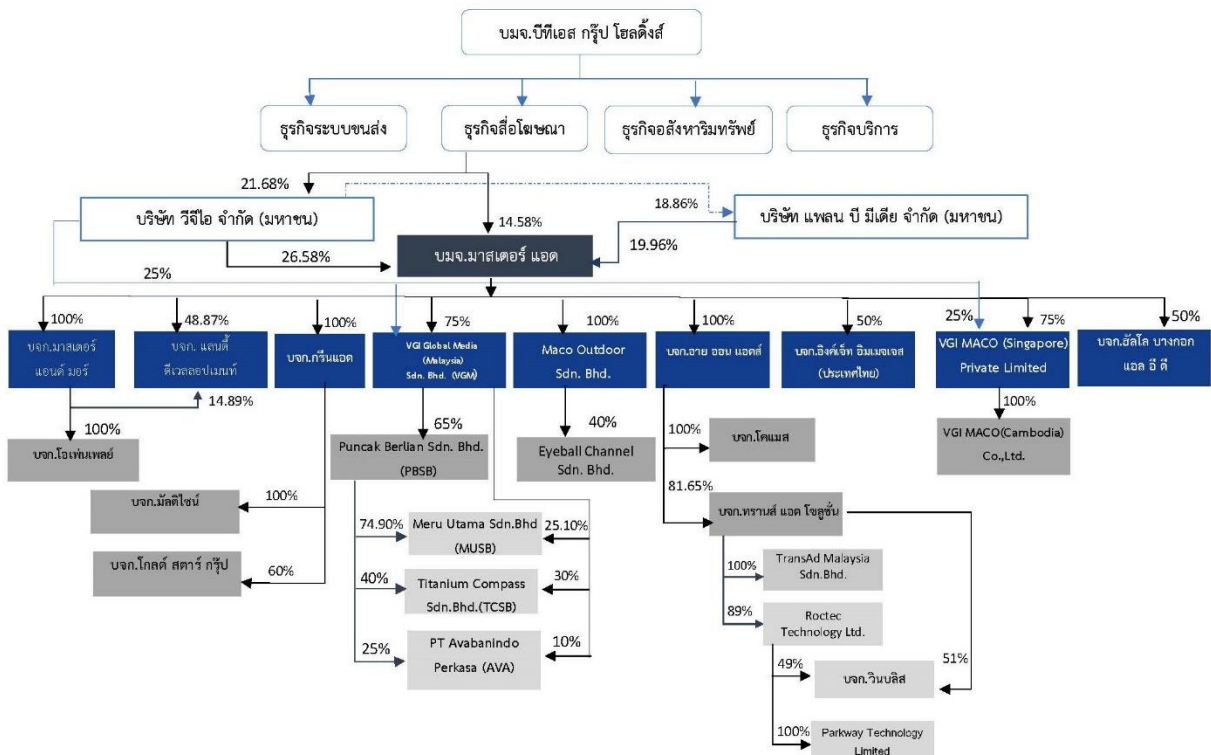 บมจ.บีทีเอส กรุ๊ป โฮลดิ้งส์
ธุรกิจระบบขนส่ง
ธุรกิจสื่อโฆษณา
ธุรกิจอสังหาริมทรัพย์
ธุรกิจบริการ
21.68%
บริษัท วีจีไอ จำกัด (มหาชน)
14.58%
18.86%
บริษัท แพลน บี มีเดีย จำกัด (มหาชน)
26.58%
บมจ.มาสเตอร์ แอด
19.96%
25%
100%
48.87%
100%
75%
100%
100%
50%
25%
75%
50%
บจก.มาสเตอร์
แอนด์ มอร์
บจก. แลนดี้
ดีเวลลอปเมนท์
บจก.กรีนแอด
VGI Global Media
(Malaysia)
Sdn. Bhd. (VGM)
Maco Outdoor
Sdn. Bhd.
บจก.อาย ออน แอดส์
บจก.อิงค์เจ็ท อิมเมจเจส
(ประเทศไทย)
VGI MACO (Singapore)
Private Limited
บจก.ฮัลโล บางกอก
แอล อี ดี
14.89%
100%
บจก.โอเพ่นเพลย์
65%
Puncak Berlian Sdn. Bhd.
(PBSB)
40%
Eyeball Channel
Sdn. Bhd.
100%
บจก.โคแมส
100%
VGI MACO(Cambodia)
Co.,Ltd.
บจก.มัลติไซน์
100%
81.65%
บจก.ทรานส์ แอด โซลูชั่น
74.90%
Meru Utama Sdn.Bhd
(MUSB)
25.10%
บจก.โกลด์ สตาร์ กรุ๊ป
60%
100%
TransAd Malaysia
Sdn.Bhd.
40%
Titanium Compass
Sdn.Bhd.(TCSB)
30%
89%
Roctec
Technology Ltd.
25%
PT Avabanindo
Perkasa (AVA)
10%
49%
บจก.วินบลิส
51%
100%
Parkway Technology
Limited